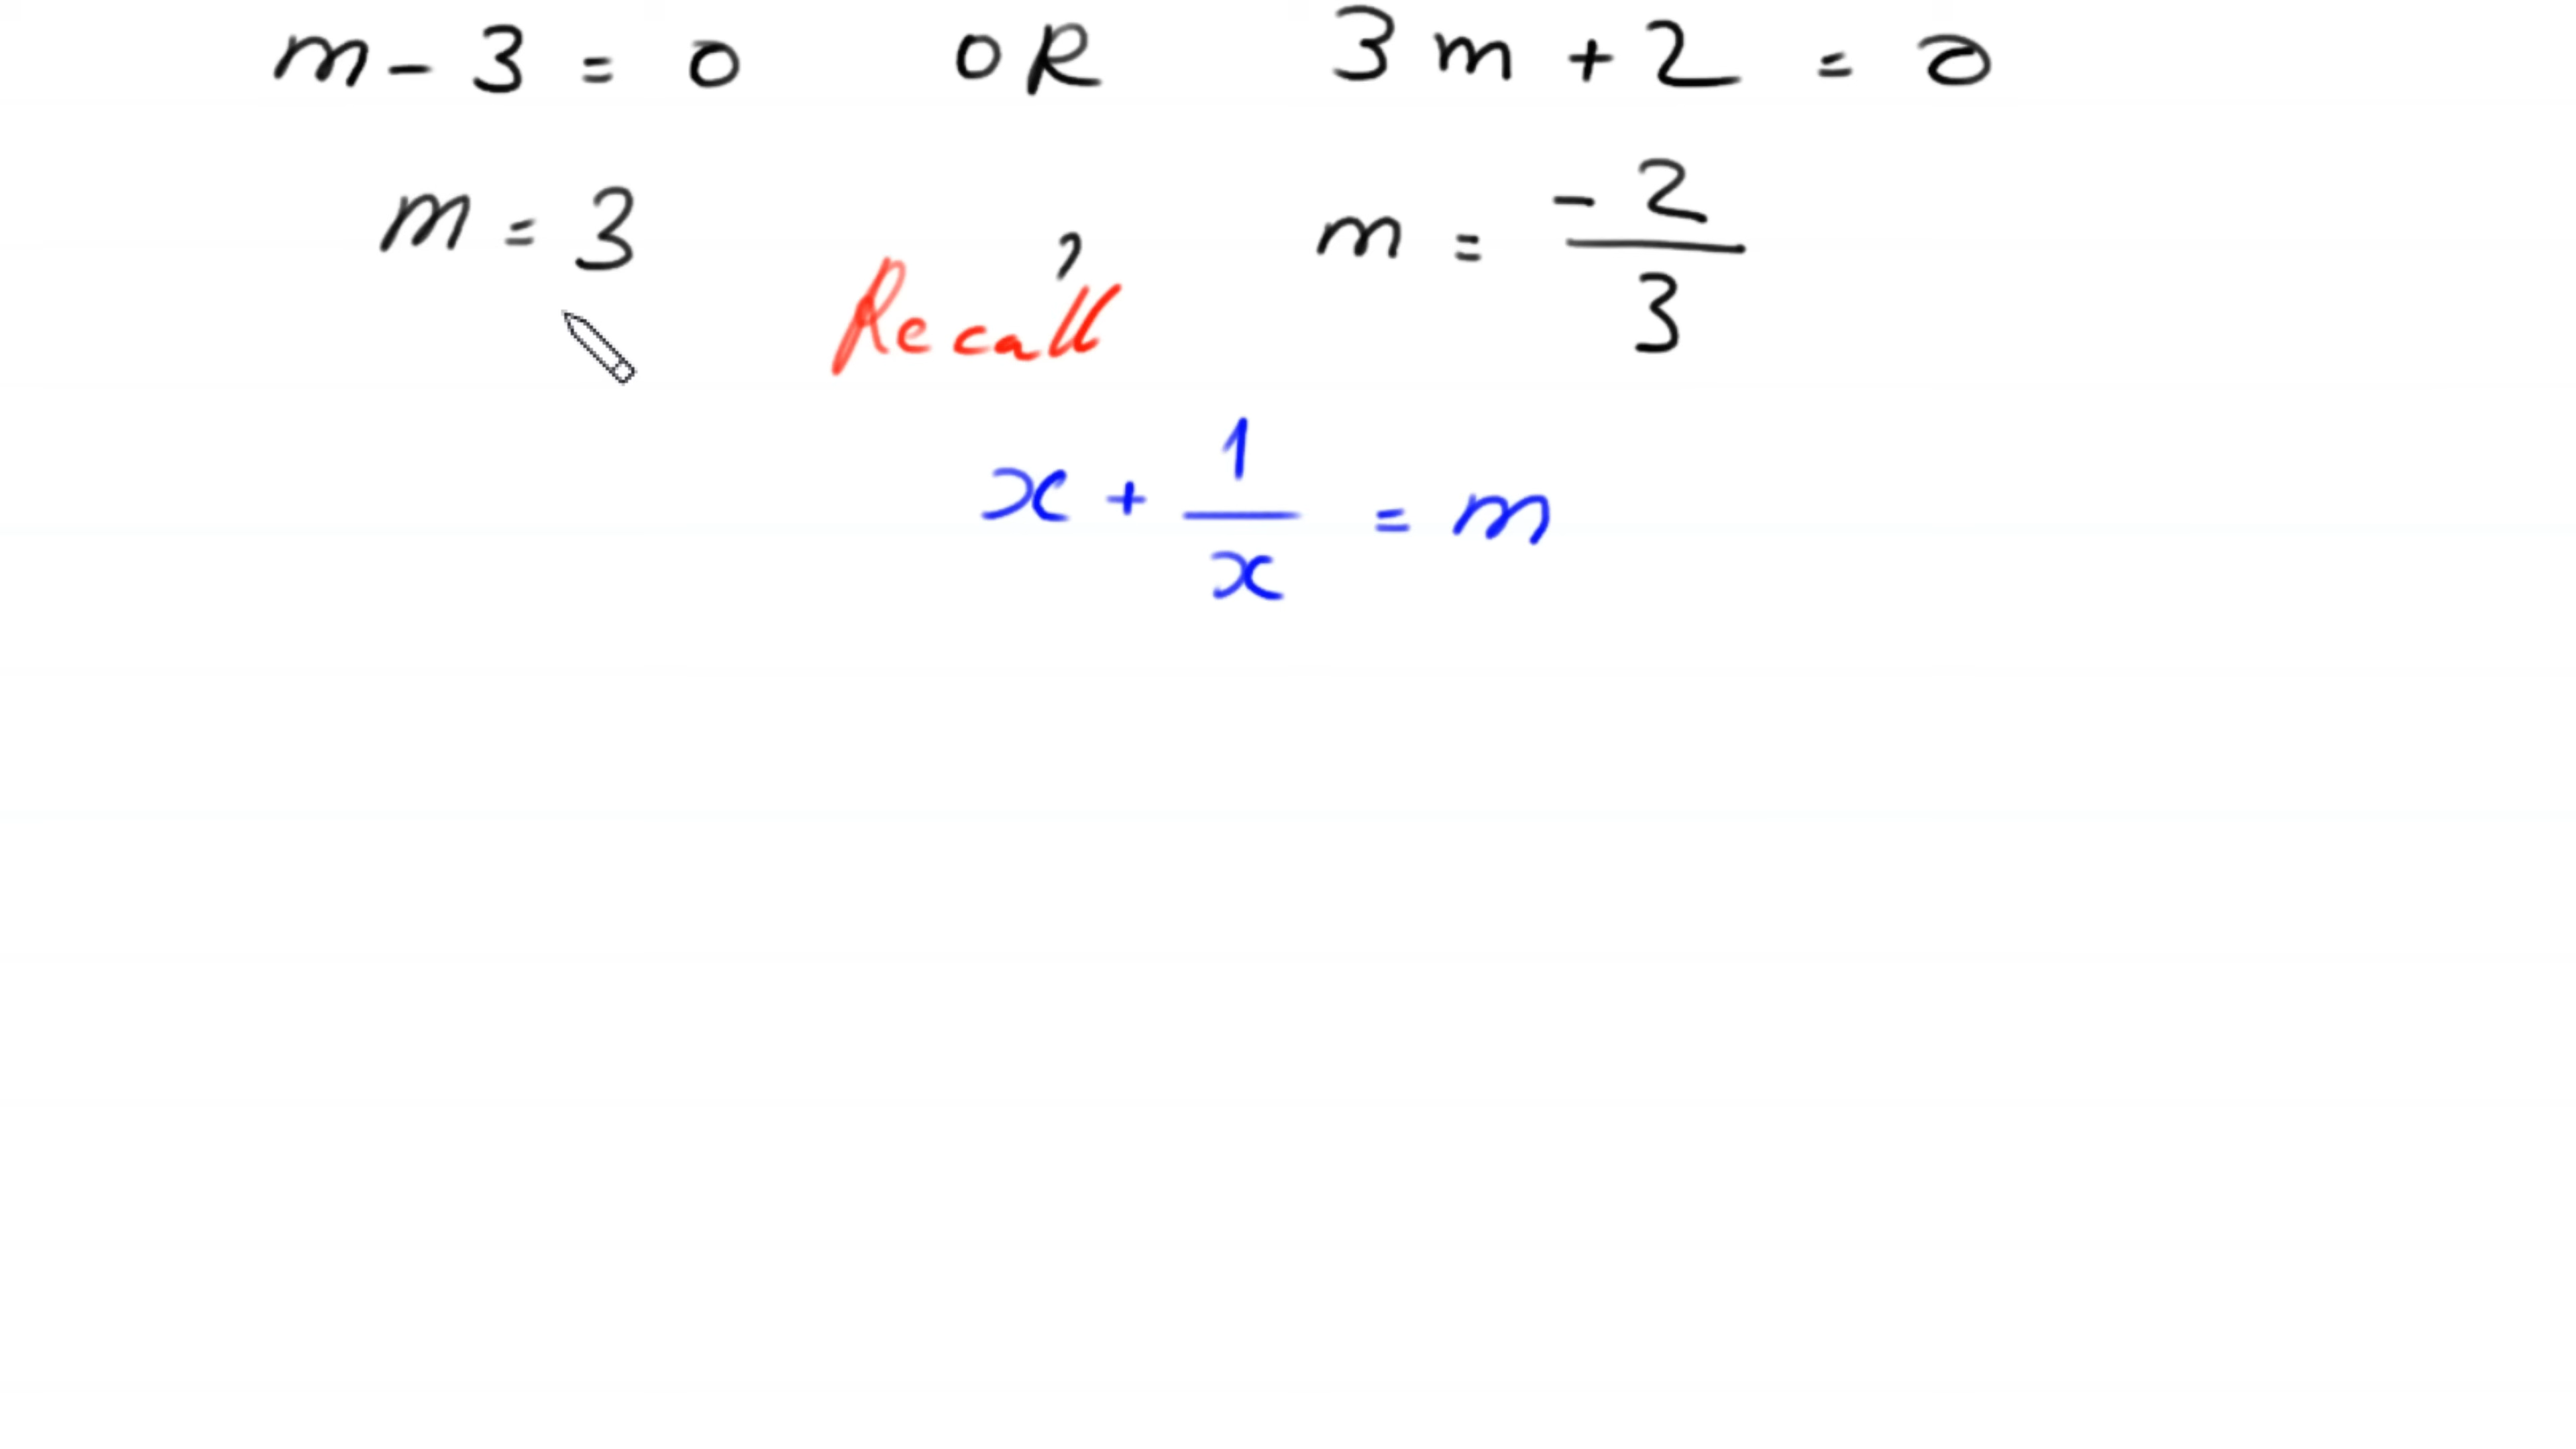 m - 3 = 0 OR 3m + 2 = 0
m = 3 , m = -2/3
Recall
x + 1/x = m